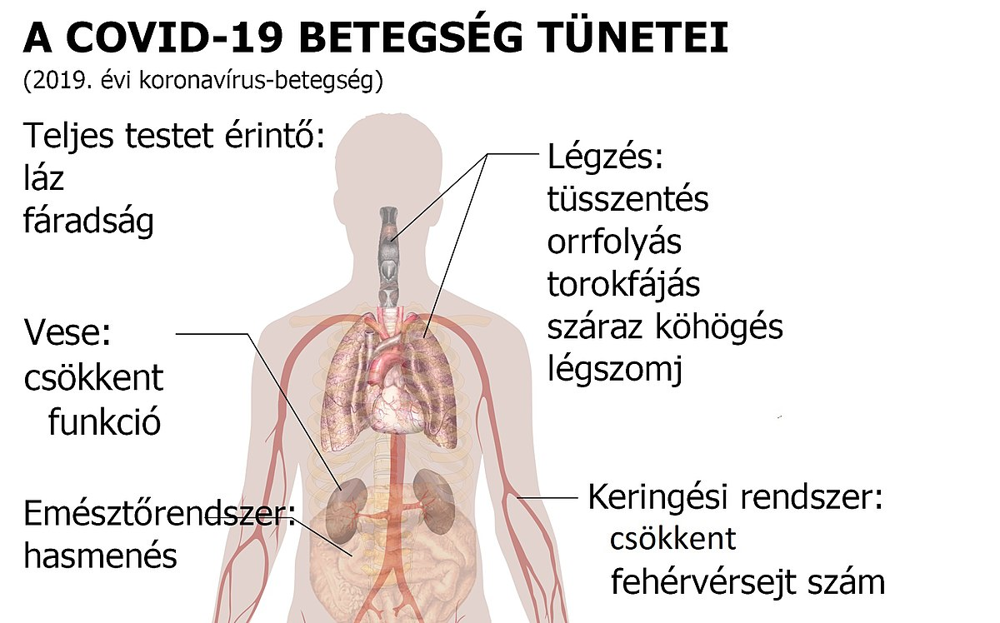 A COVID-19 BETEGSÉG TÜNETEI
(2019. évi koronavírus-betegség)
Teljes testet érintő:
láz
fáradság
Légzés:
tüsszentés
orrfolyás
torokfájás
száraz köhögés
légszomj
Vese:
csökkent
funkció
Emésztőrendszer:
hasmenés
Keringési rendszer:
csökkent
fehérvérsejt szám